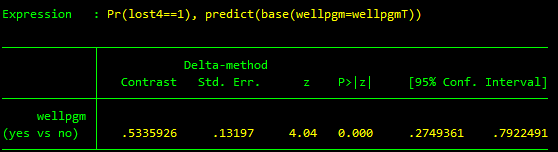 Expression : Pr(lost4==1), predict(base(wellpgm=wellpgmT))
Delta-method
Contrast Std. Err. z P>|z| [95% Conf. Interval]
wellpgm
(yes vs no) .5335926 .13197 4.04 0.000 .2749361 .7922491